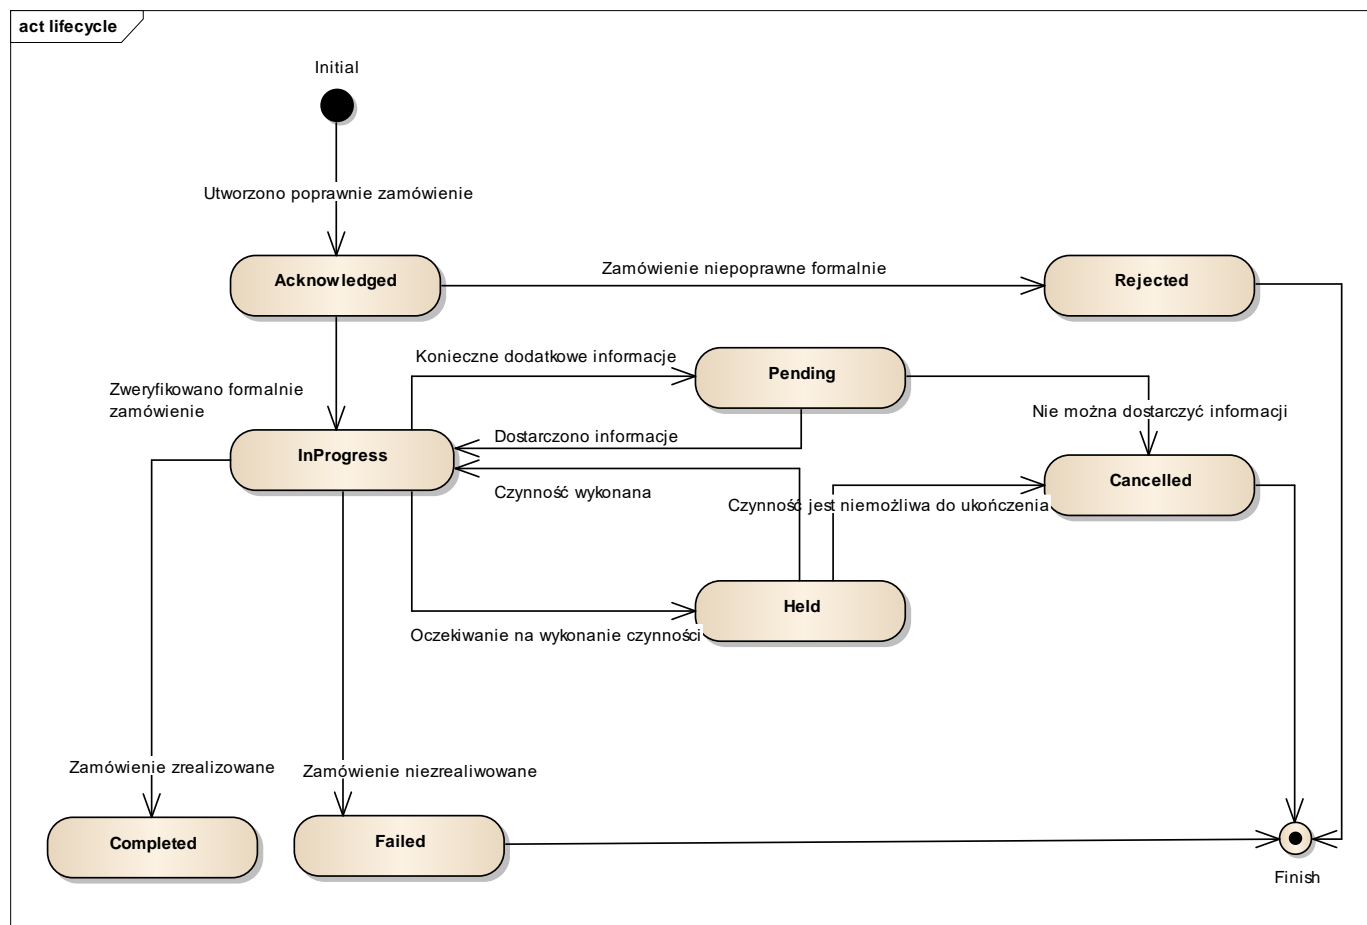 act lifecycle
Initial
Utworzono poprawnie zamówienie
Acknowledged
Zamówienie niepoprawne formalnie
Rejected
Konieczne dodatkowe informacje
Pending
Zweryfikowano formalnie
zamówienie
Nie można dostarczyć informacji
Dostarczono informacje
InProgress
Czynność wykonana
Cancelled
Czynność jest niemożliwa do ukończenia
Held
Oczekiwanie na wykonanie czynności
Zamówienie zrealizowane
Zamówienie niezrealiwowane
Completed
Failed
Finish